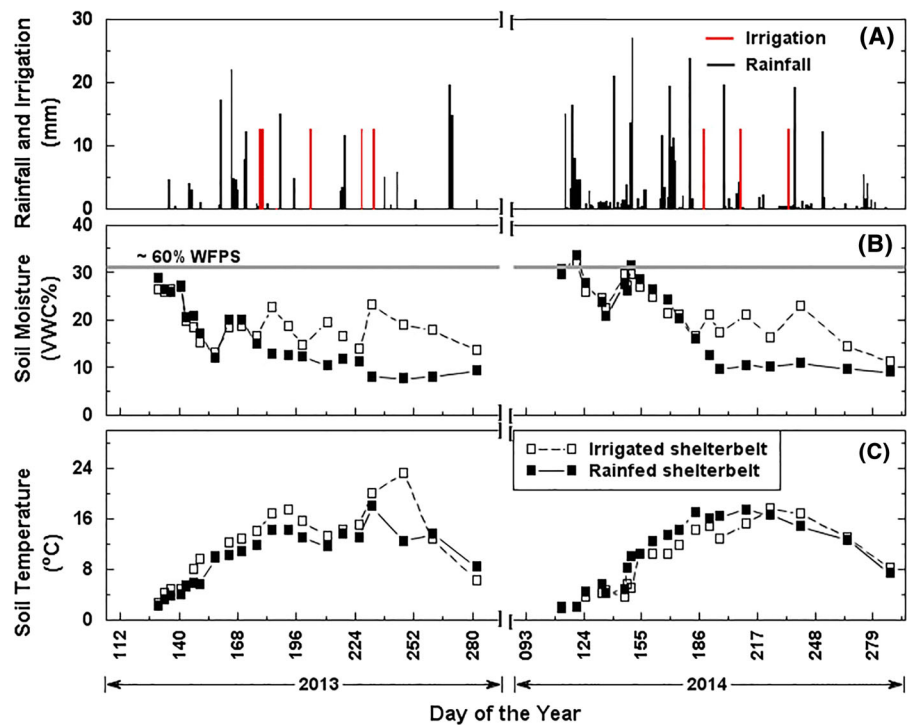 Rainfall and Irrigation
(mm)
30
20
10
0
(A)
Irrigation
Rainfall
Soil Moisture
(VWC%)
40
30
20
10
0
~ 60% WFPS
(B)
Soil Temperature
(°C)
24
16
8
0
(C)
Irrigated shelterbelt
Rainfed shelterbelt
112 140 168 196 224 252 280 093 124 155 186 217 248 279
2013 2014
Day of the Year